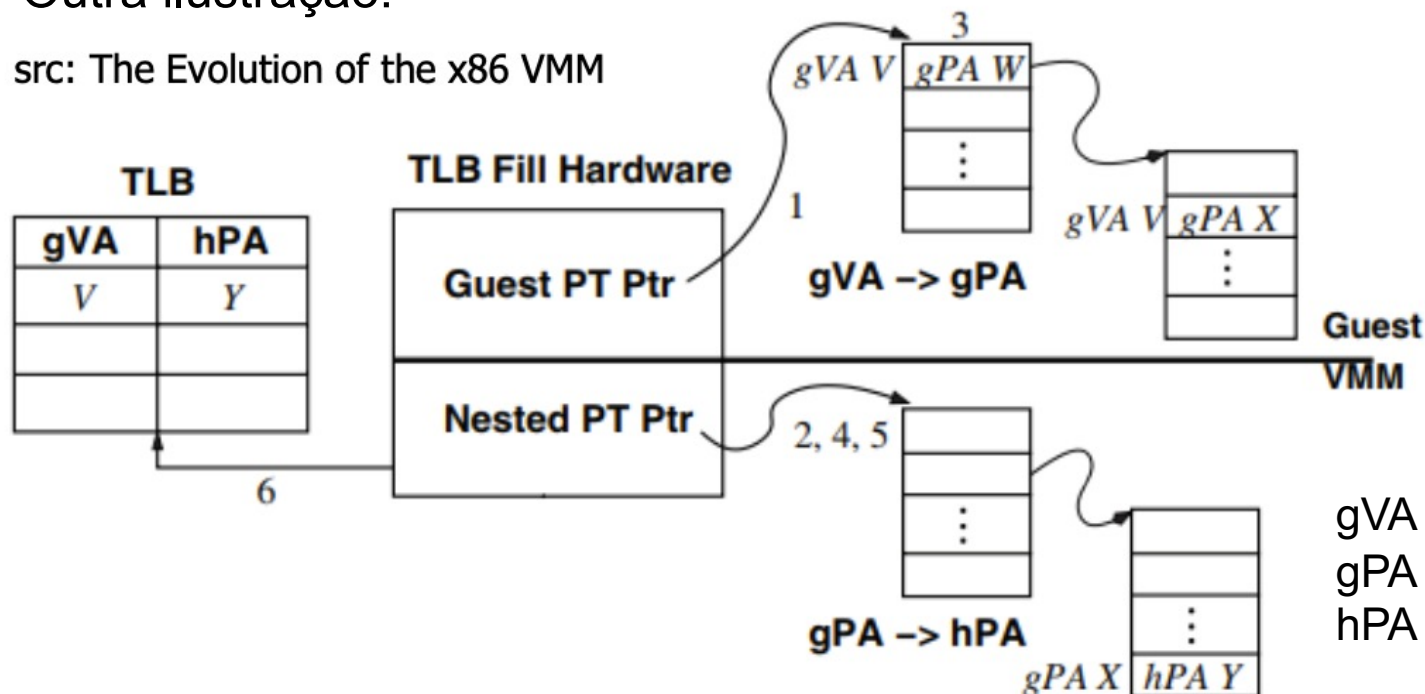 Outra ilustração:
src: The Evolution of the x86 VMM
3
gVA V gPA W
TLB
TLB Fill Hardware
1
gVA hPA
gVA V gPA X
V Y
Guest PT Ptr
gVA –> gPA
Guest
VMM
Nested PT Ptr
2, 4, 5
6
gVA
gPA
hPA
gPA –> hPA
gPA X hPA Y